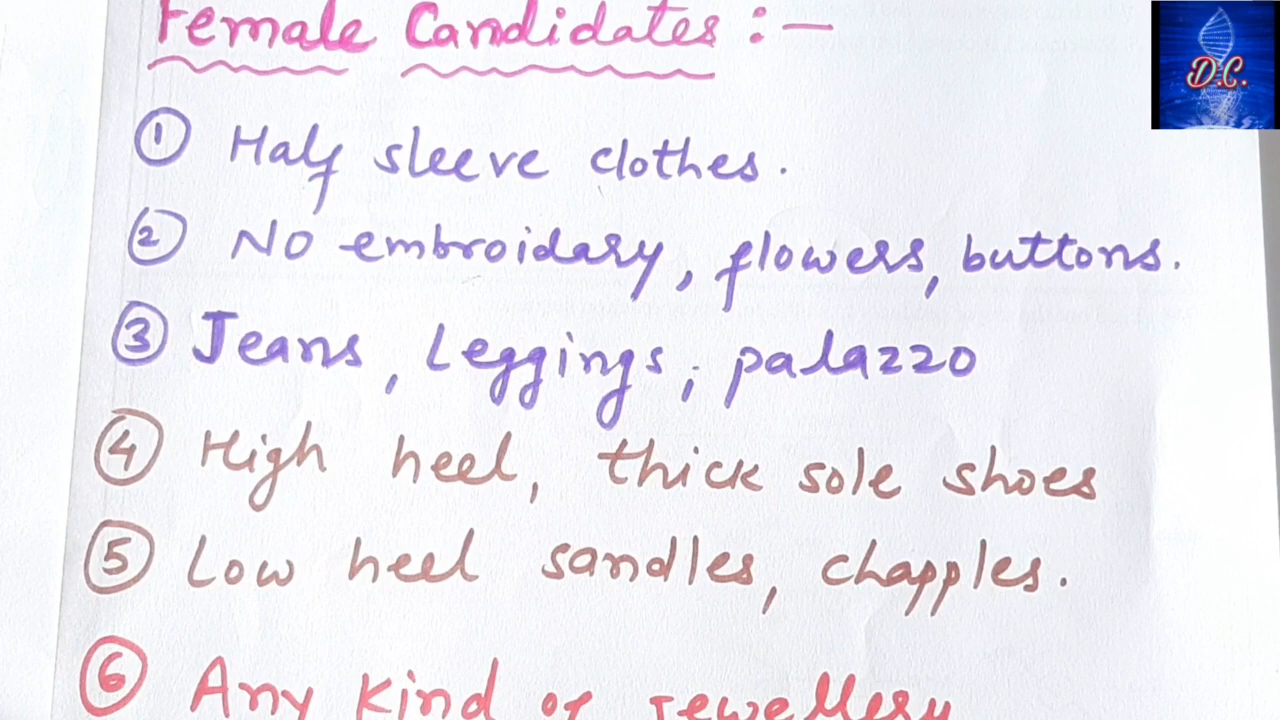 Female Candidates :-
D.C.
① Half sleeve clothes.
② No embroidary, flowers, buttons.
③ Jeans, Leggings, palazzo
④ High heel, thick sole shoes
⑤ Low heel sandles, chapples.
⑥ Any kind of jewellery